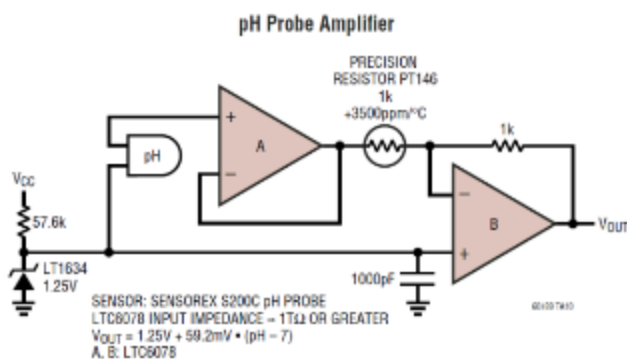 pH Probe Amplifier
PRECISION
RESISTOR PT146
1k
+3500ppm/°C
1k
+
A
−
pH
VCC
57.6k
−
B
+
VOUT
LT1634
1.25V
1000pF
SENSOR: SENSOREX S200C pH PROBE
LTC6078 INPUT IMPEDANCE ~ 1TΩ OR GREATER
VOUT = 1.25V + 59.2mV • (pH – 7)
A, B: LTC6078